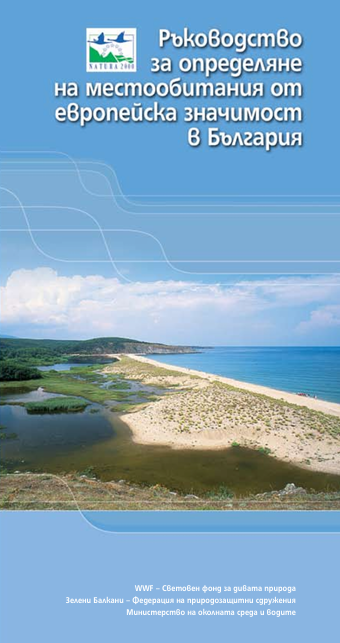 NATURA 2000
Ръководство
за определяне
на местообитания от
европейска значимост
в България
WWF – Световен фонд за дивата природа
Зелени Балкани – Федерация на природозащитни сдружения
Министерство на околната среда и водите